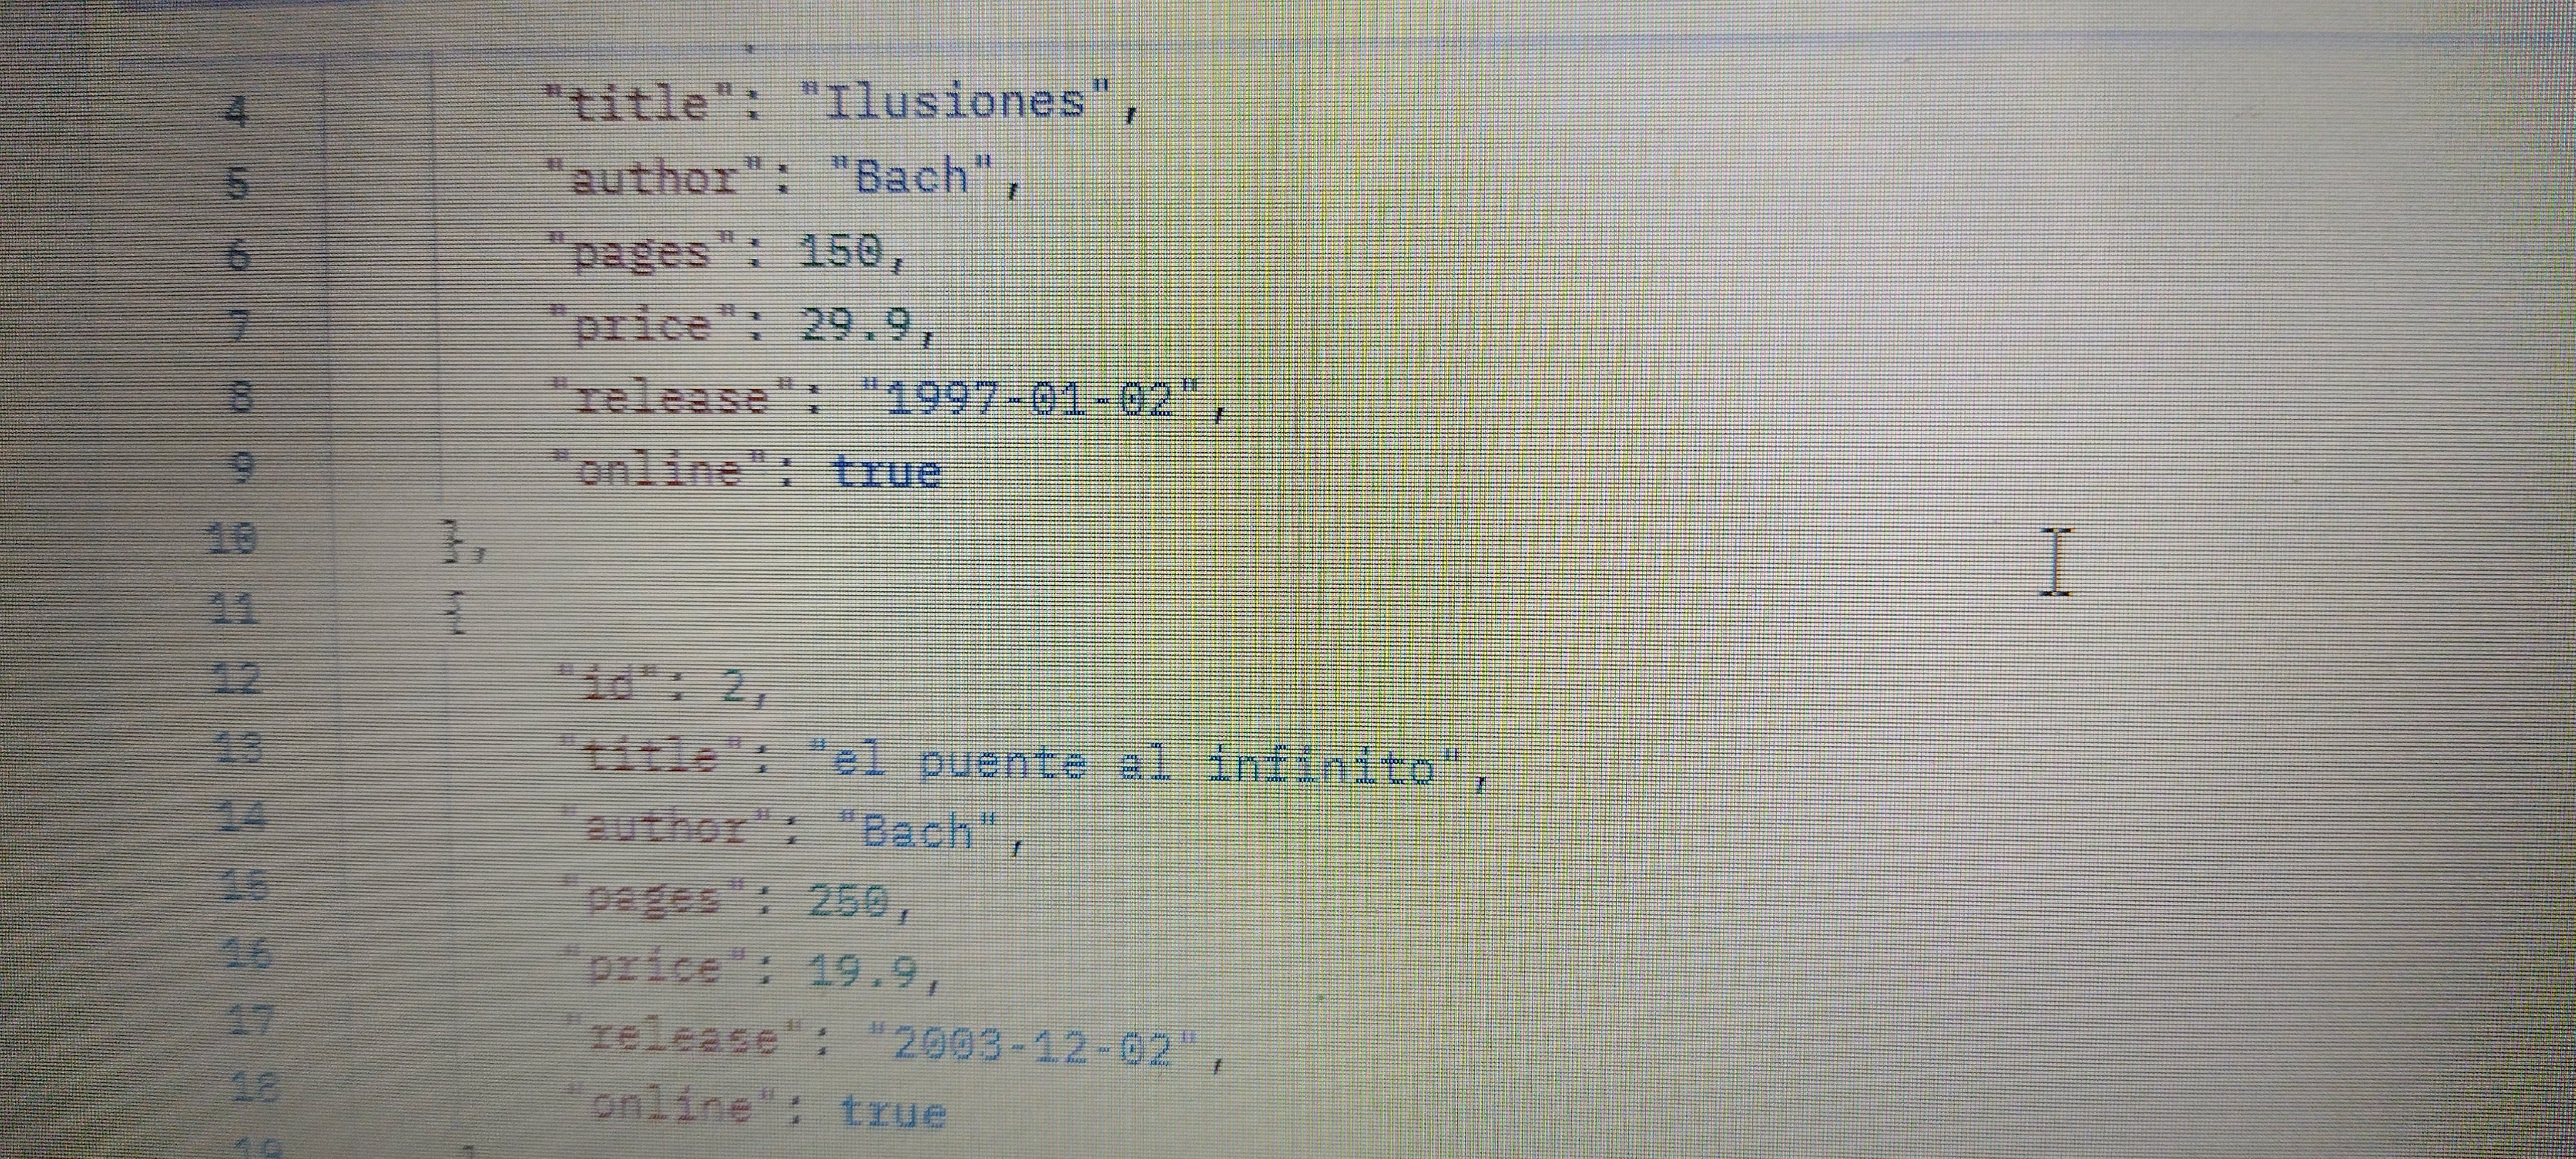 4 "title": "Ilusiones",
5 "author": "Bach",
6 "pages": 150,
7 "price": 29.9,
8 "release": "1997-01-02",
9 "online": true
10 },
11 {
12 "id": 2,
13 "title": "el puente al infinito",
14 "author": "Bach",
15 "pages": 250,
16 "price": 19.9,
17 "release": "2003-12-02",
18 "online": true
19